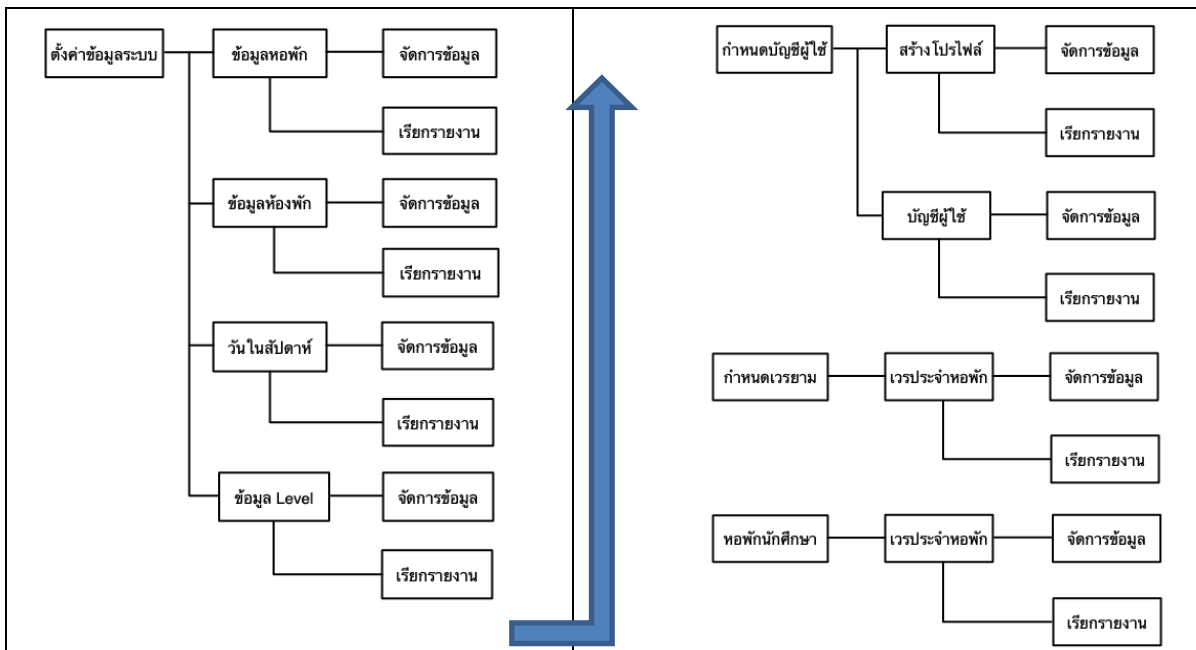 ตั้งค่าข้อมูลระบบ
ข้อมูลหอพัก
จัดการข้อมูล
เรียกรายงาน
ข้อมูลห้องพัก
จัดการข้อมูล
เรียกรายงาน
วันในสัปดาห์
จัดการข้อมูล
เรียกรายงาน
ข้อมูล Level
จัดการข้อมูล
เรียกรายงาน
กำหนดบัญชีผู้ใช้
สร้างโปรไฟล์
จัดการข้อมูล
เรียกรายงาน
บัญชีผู้ใช้
จัดการข้อมูล
เรียกรายงาน
กำหนดเวรยาม
เวรประจำหอพัก
จัดการข้อมูล
เรียกรายงาน
หอพักนักศึกษา
เวรประจำหอพัก
จัดการข้อมูล
เรียกรายงาน